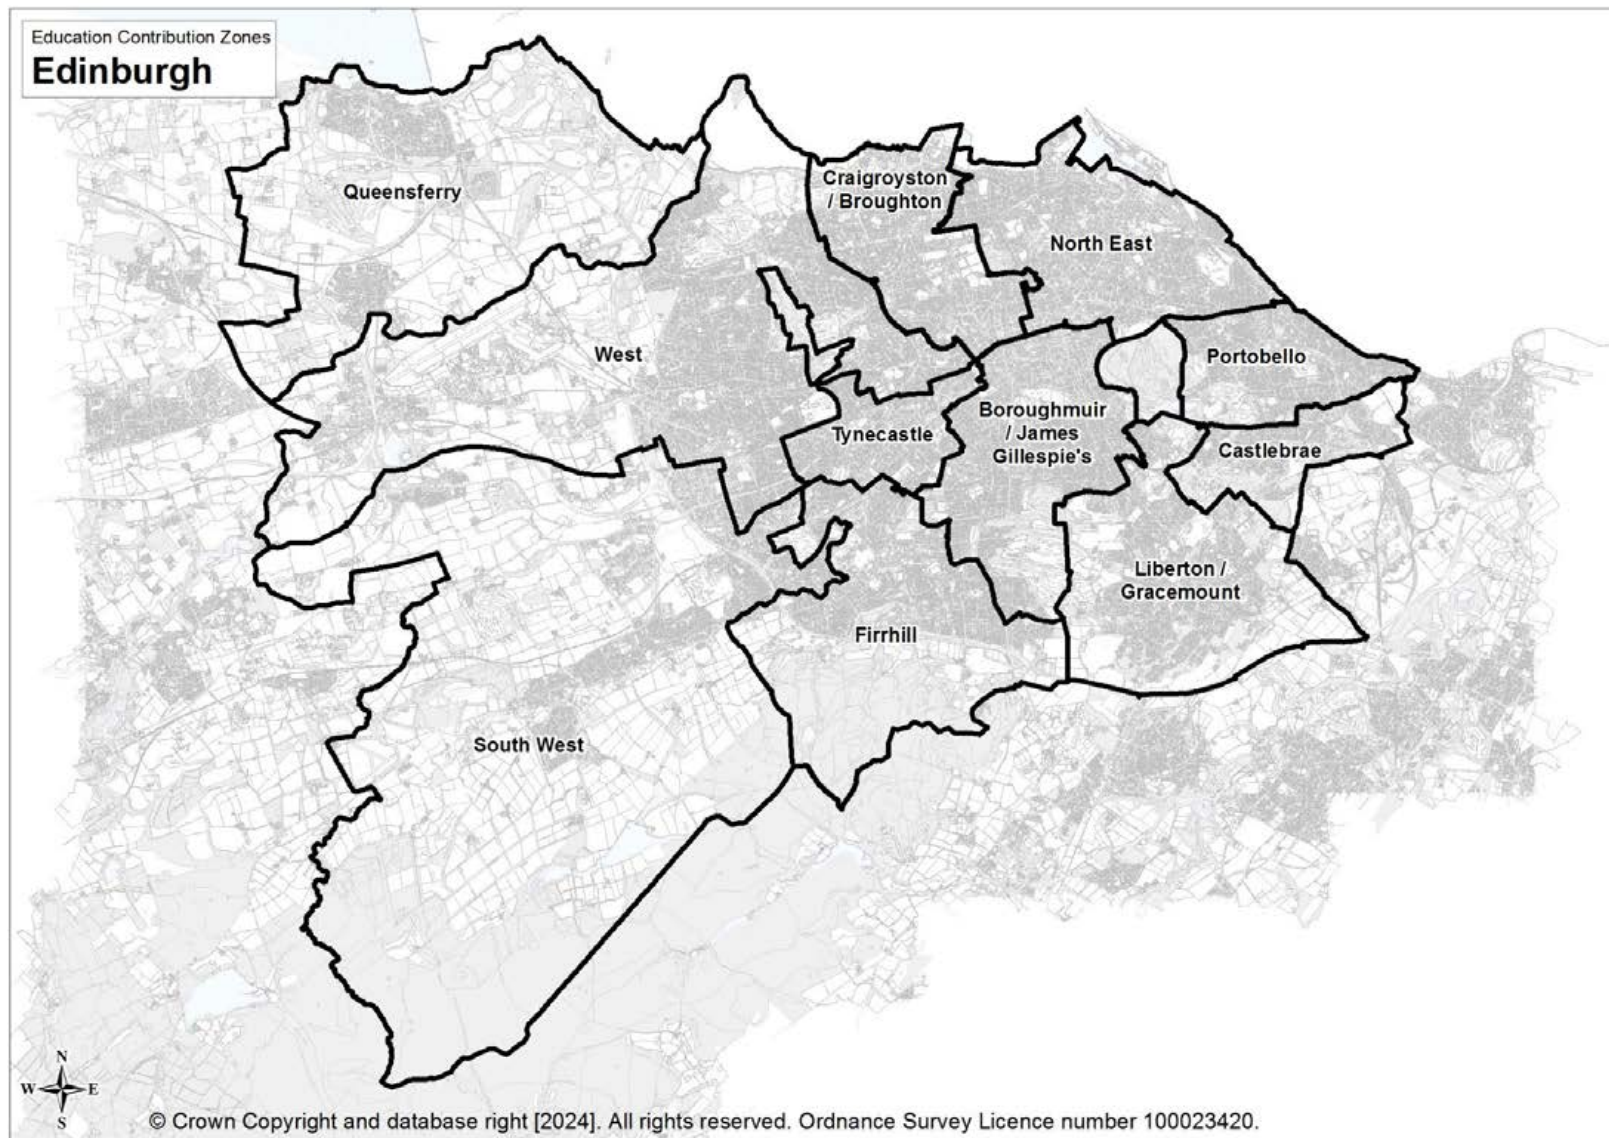 Education Contribution Zones
Edinburgh
Queensferry
Craigroyston
/ Broughton
North East
West
Portobello
Boroughmuir
/ James
Gillespie's
Tynecastle
Castlebrae
Liberton /
Gracemount
Firrhill
South West
N
W E
S
© Crown Copyright and database right [2024]. All rights reserved. Ordnance Survey Licence number 100023420.